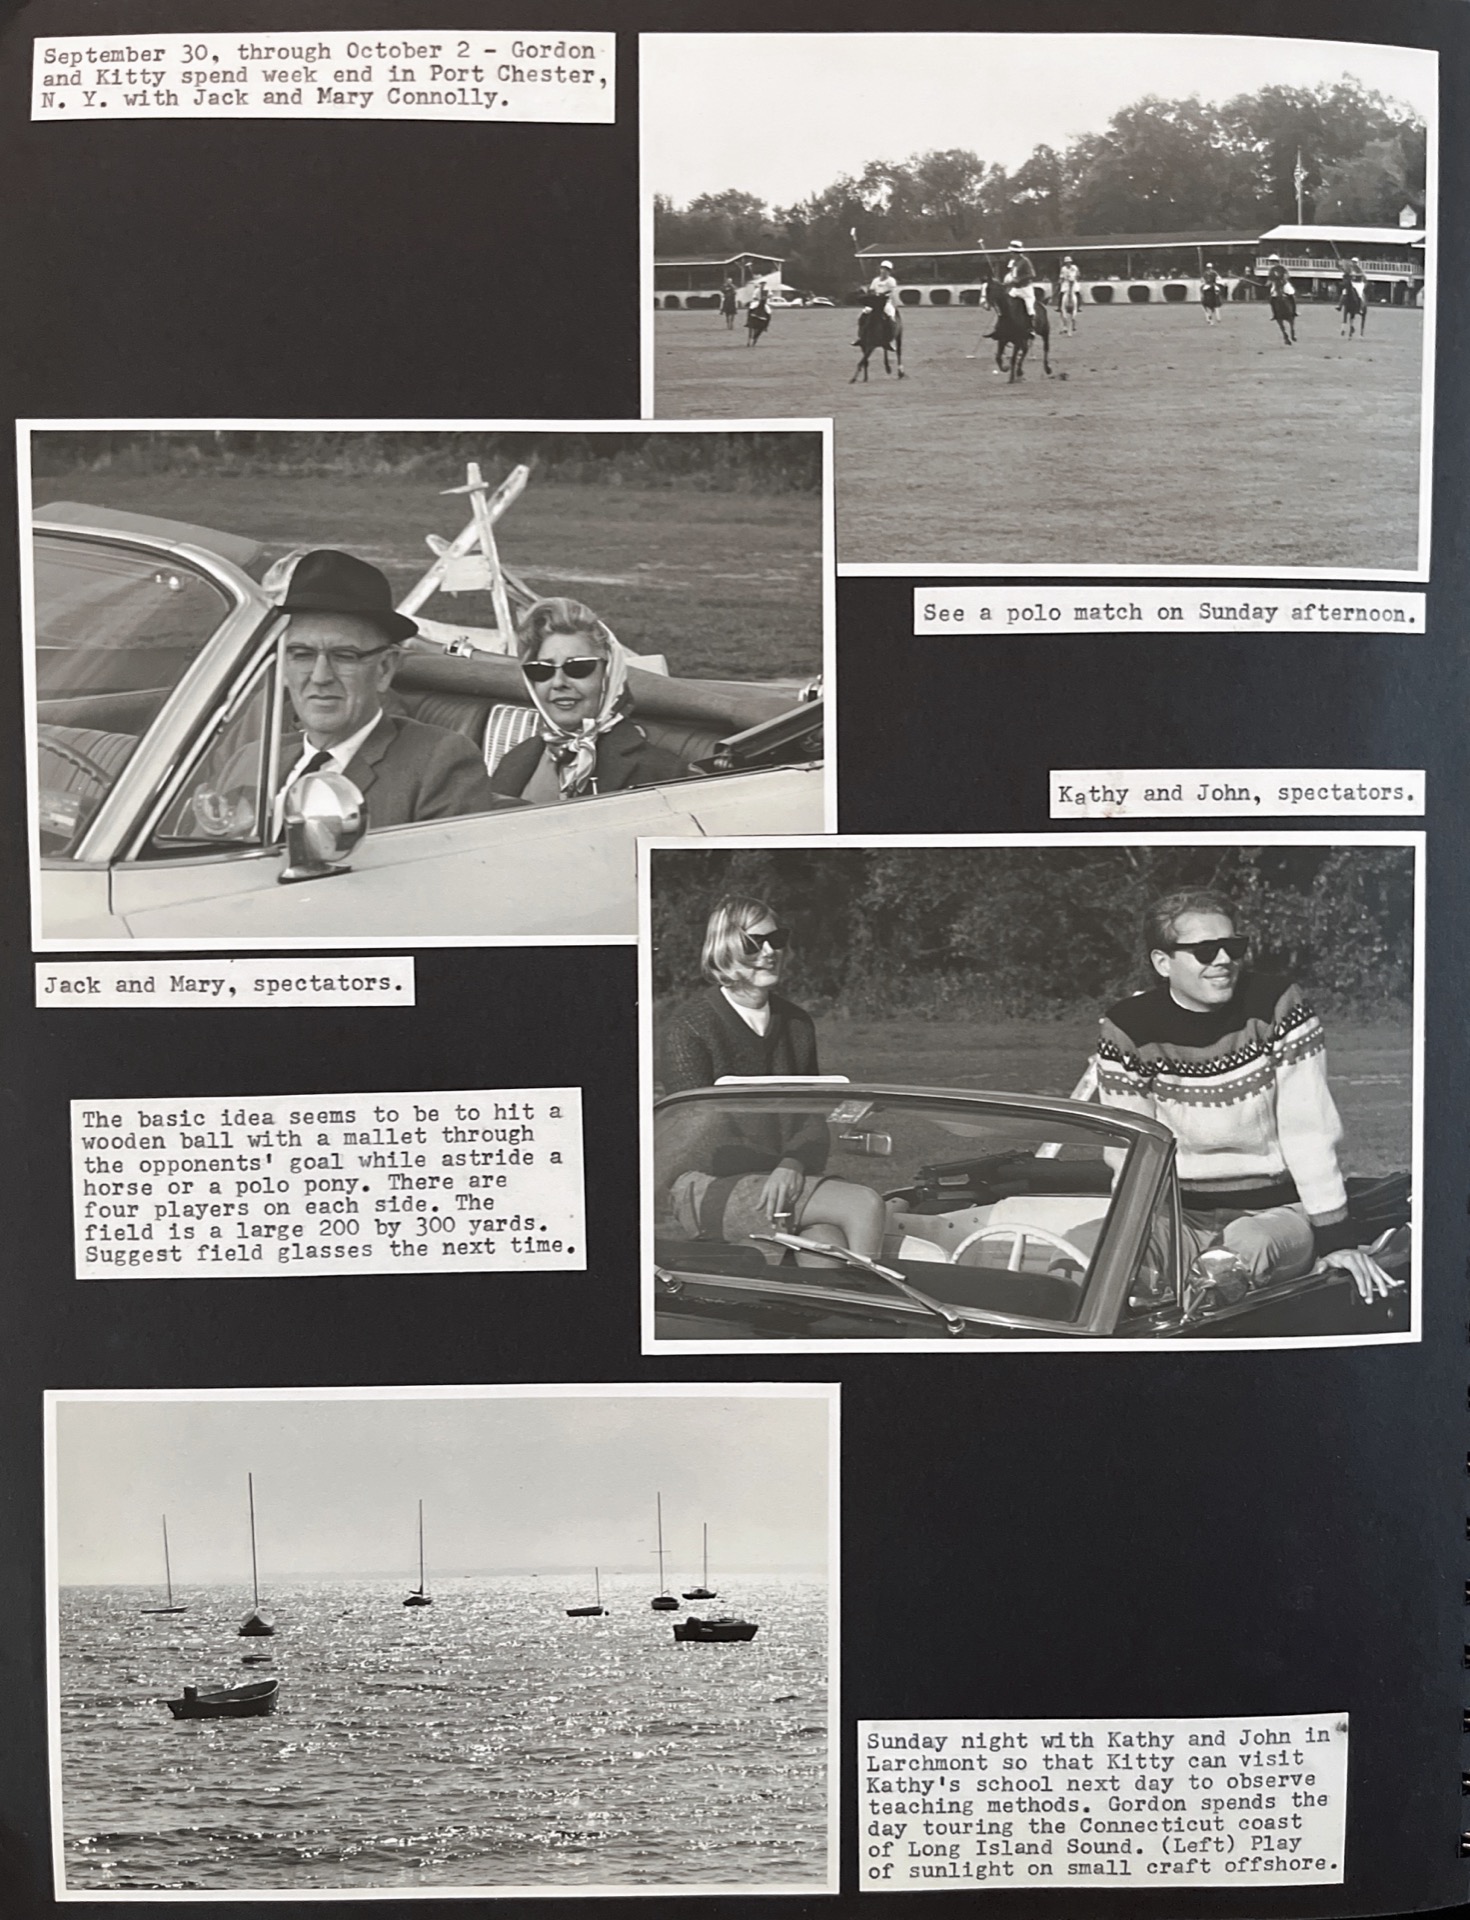 September 30, through October 2 - Gordon
and Kitty spend week end in Port Chester,
N. Y. with Jack and Mary Connolly.
See a polo match on Sunday afternoon.
Kathy and John, spectators.
Jack and Mary, spectators.
The basic idea seems to be to hit a
wooden ball with a mallet through
the opponents' goal while astride a
horse or a polo pony. There are
four players on each side. The
field is a large 200 by 300 yards.
Suggest field glasses the next time.
Sunday night with Kathy and John in
Larchmont so that Kitty can visit
Kathy's school next day to observe
teaching methods. Gordon spends the
day touring the Connecticut coast
of Long Island Sound. (Left) Play
of sunlight on small craft offshore.